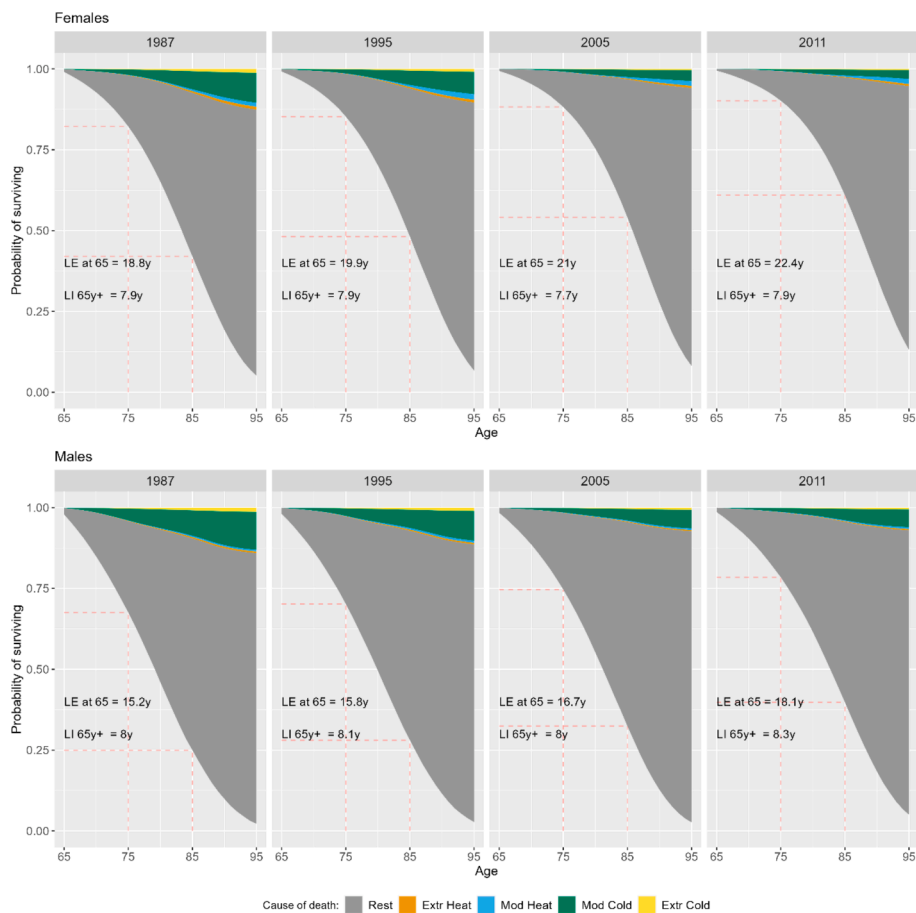 Females
1987 1995 2005 2011
Probability of surviving
1.00
0.75
0.50
0.25
0.00
LE at 65 = 18.8y LE at 65 = 19.9y LE at 65 = 21y LE at 65 = 22.4y
LI 65y+ = 7.9y LI 65y+ = 7.9y LI 65y+ = 7.7y LI 65y+ = 7.9y
65 75 85 95 65 75 85 95 65 75 85 95 65 75 85 95
Age
Males
1987 1995 2005 2011
Probability of surviving
1.00
0.75
0.50
0.25
0.00
LE at 65 = 15.2y LE at 65 = 15.8y LE at 65 = 16.7y LE at 65 = 18.1y
LI 65y+ = 8y LI 65y+ = 8.1y LI 65y+ = 8y LI 65y+ = 8.3y
65 75 85 95 65 75 85 95 65 75 85 95 65 75 85 95
Age
Cause of death: Rest Extr Heat Mod Heat Mod Cold Extr Cold